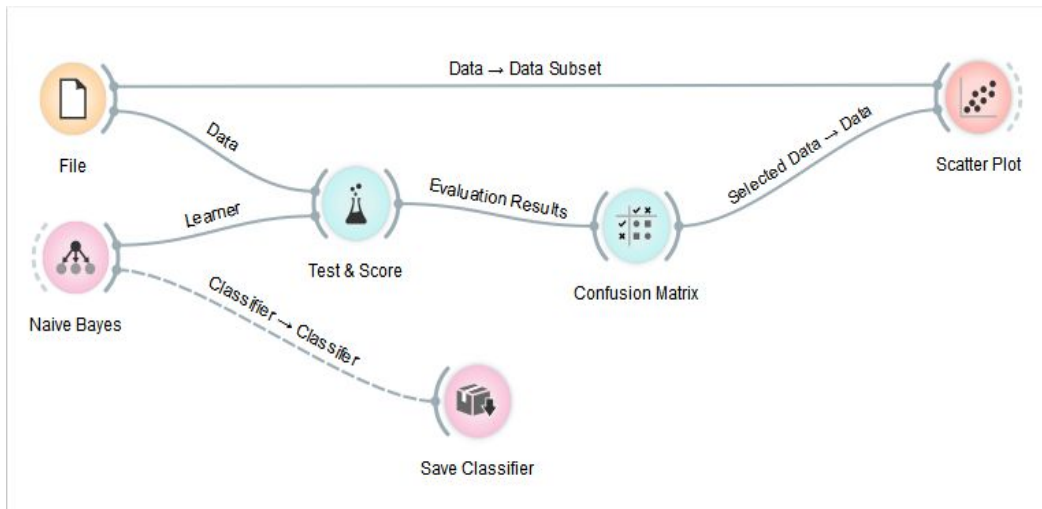 Data → Data Subset
File
Data
Scatter Plot
Selected Data → Data
Learner
Evaluation Results
Test & Score
Confusion Matrix
Naive Bayes
Classifier → Classifer
Save Classifier